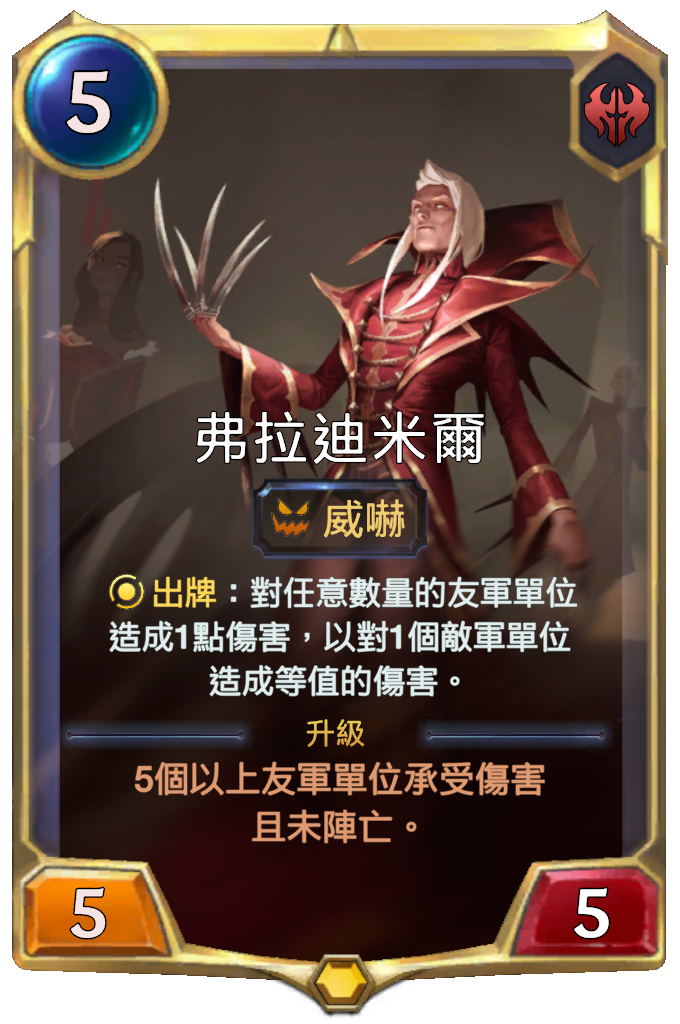 5
弗拉迪米爾
威嚇
出牌：對任意數量的友軍單位
造成1點傷害，以對1個敵軍單位
造成等值的傷害。
升級
5個以上友軍單位承受傷害
且未陣亡。
5
5